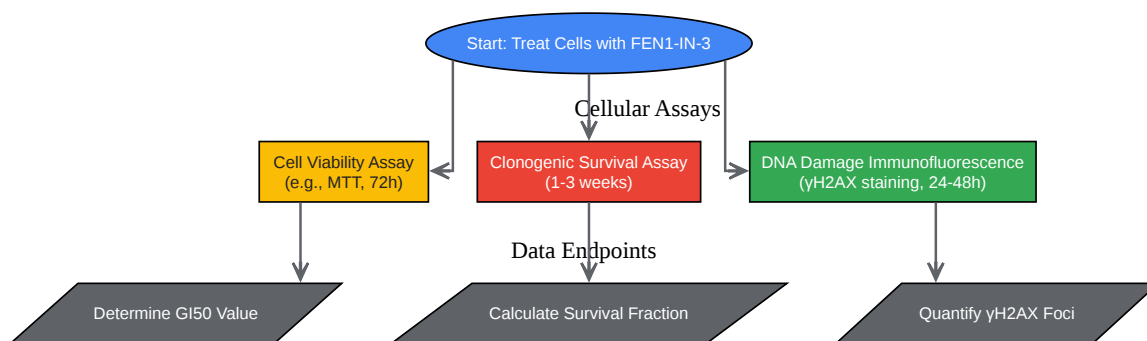 Start: Treat Cells with FEN1-IN-3
Cellular Assays
Cell Viability Assay
(e.g., MTT, 72h)
Clonogenic Survival Assay
(1-3 weeks)
DNA Damage Immunofluorescence
(γH2AX staining, 24-48h)
Data Endpoints
Determine GI50 Value
Calculate Survival Fraction
Quantify γH2AX Foci